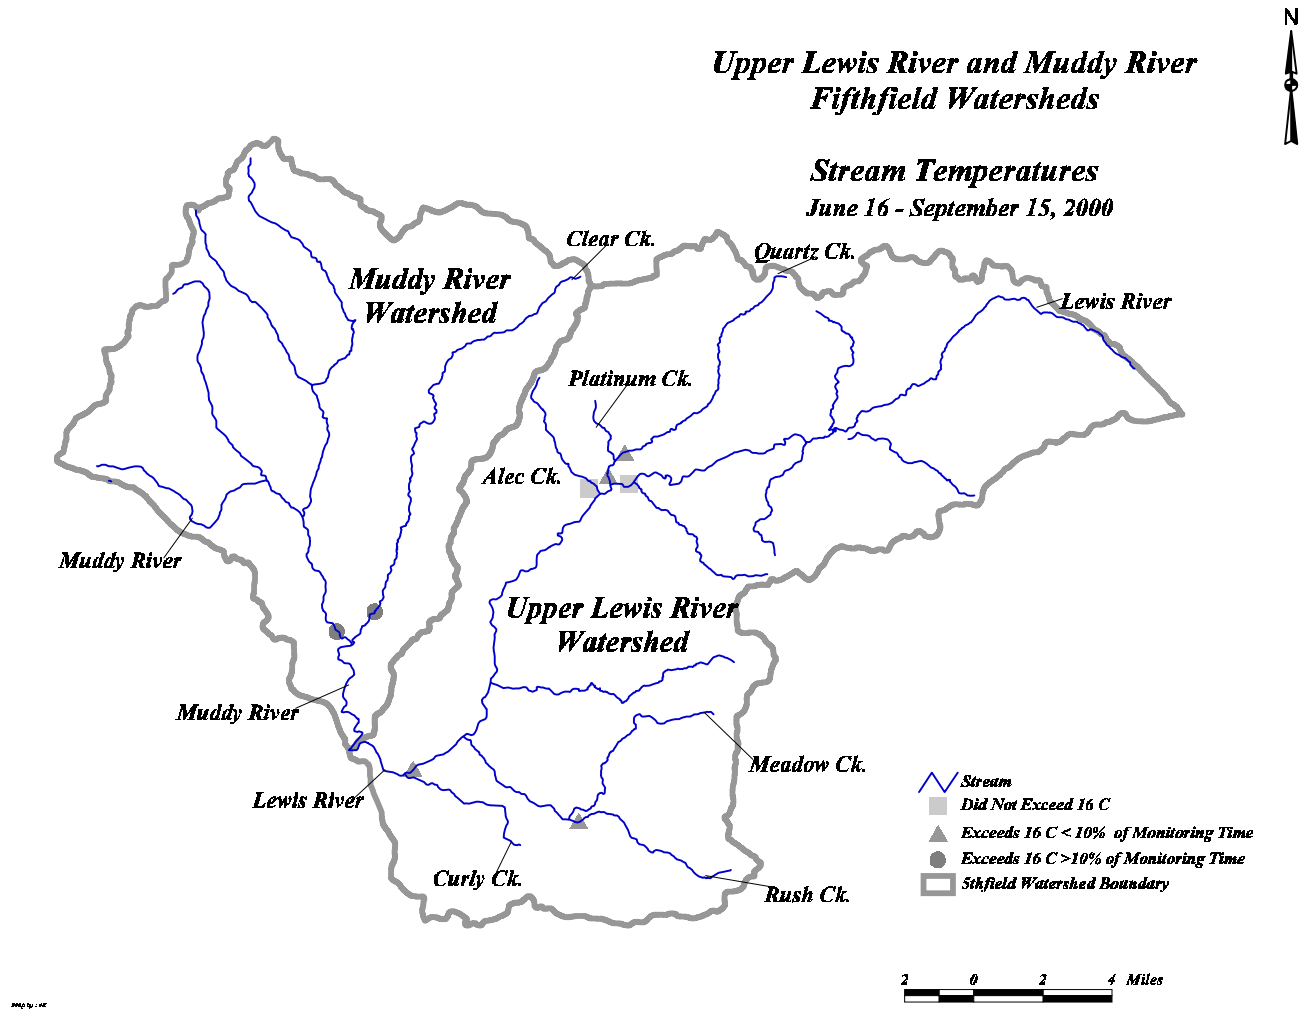 N
Upper Lewis River and Muddy River
Fifthfield Watersheds
Stream Temperatures
June 16 - September 15, 2000
Clear Ck.
Quartz Ck.
Muddy River
Watershed
Lewis River
Platinum Ck.
Alec Ck.
Muddy River
Upper Lewis River
Watershed
Muddy River
Meadow Ck.
Lewis River
Curly Ck.
Rush Ck.
Stream
Did Not Exceed 16 C
Exceeds 16 C < 10% of Monitoring Time
Exceeds 16 C >10% of Monitoring Time
5thfield Watershed Boundary
2 0 2 4 Miles